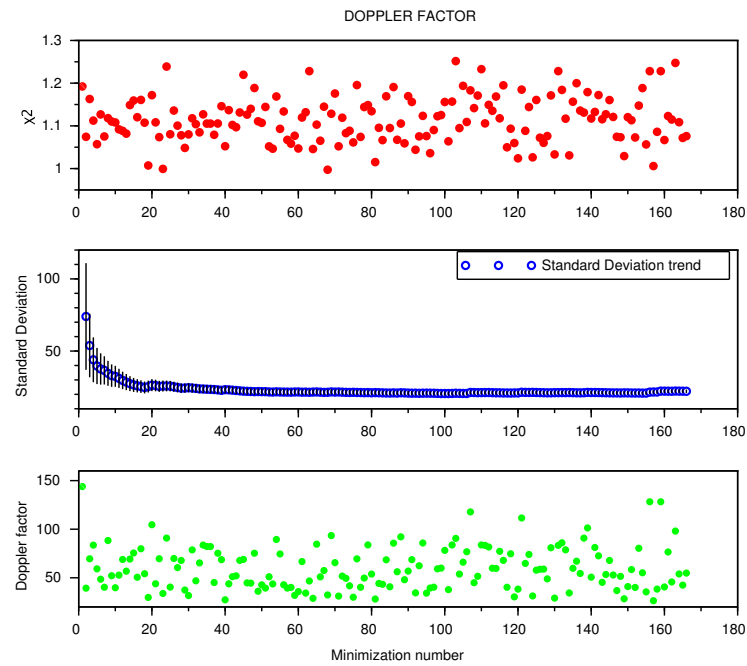 DOPPLER FACTOR
1.3
1.2
1.1
1
χ2
0 20 40 60 80 100 120 140 160 180
Standard Deviation trend
100
50
Standard Deviation
0 20 40 60 80 100 120 140 160 180
150
100
50
Doppler factor
0 20 40 60 80 100 120 140 160 180
Minimization number